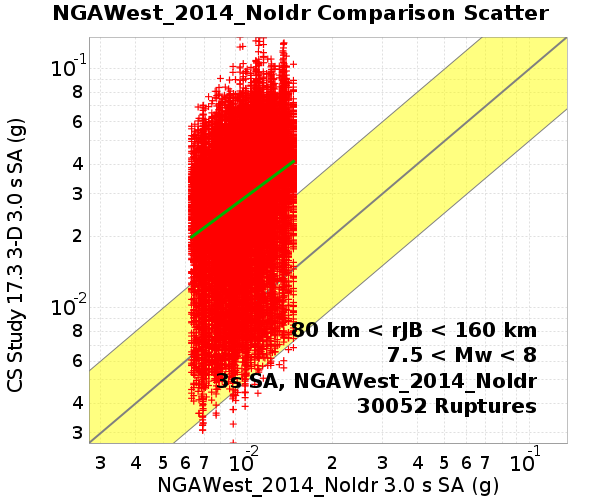 NGAWest_2014_NoIdr Comparison Scatter
CS Study 17.3 3-D 3.0 s SA (g)
10⁻¹
8
6
4
3
2
10⁻²
8
6
4
3
80 km < rJB < 160 km
7.5 < Mw < 8
3s SA, NGAWest_2014_NoIdr
30052 Ruptures
3 4 5 6 7 10⁻² 2 3 4 5 6 7 10⁻¹
NGAWest_2014_NoIdr 3.0 s SA (g)